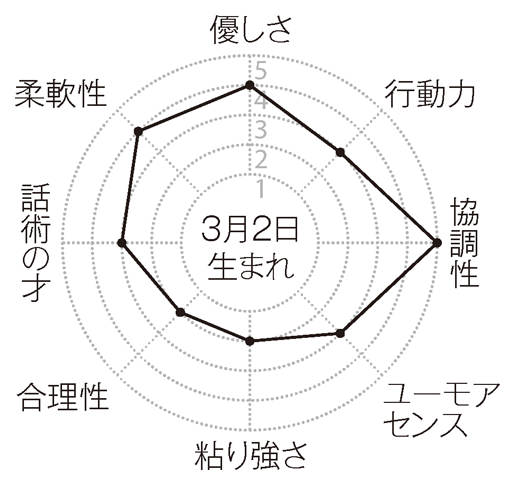 優しさ
行動力
協調性
ユーモア
センス
粘り強さ
合理性
話術の才
柔軟性
5
4
3
2
1
3月2日
生まれ